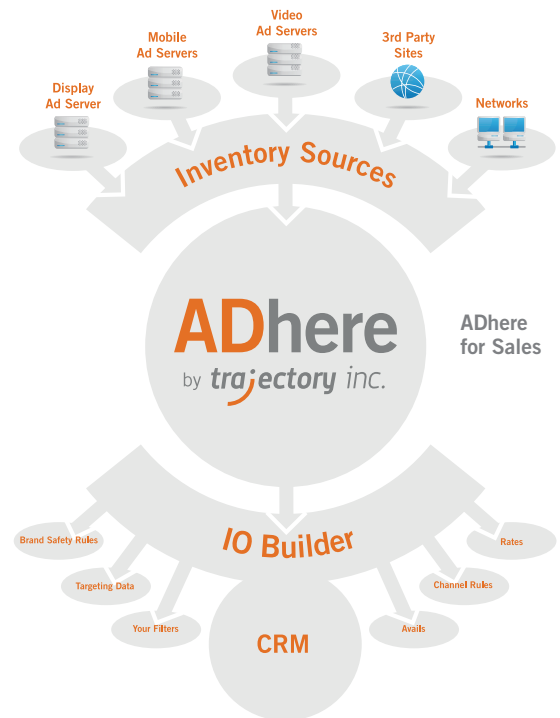 Video
Ad Servers
Mobile
Ad Servers
3rd Party
Sites
Display
Ad Server
Networks
Inventory Sources
ADhere
by trajectory inc.
ADhere
for Sales
IO Builder
Brand Safety Rules
Rates
Targeting Data
Channel Rules
Your Filters
Avails
CRM